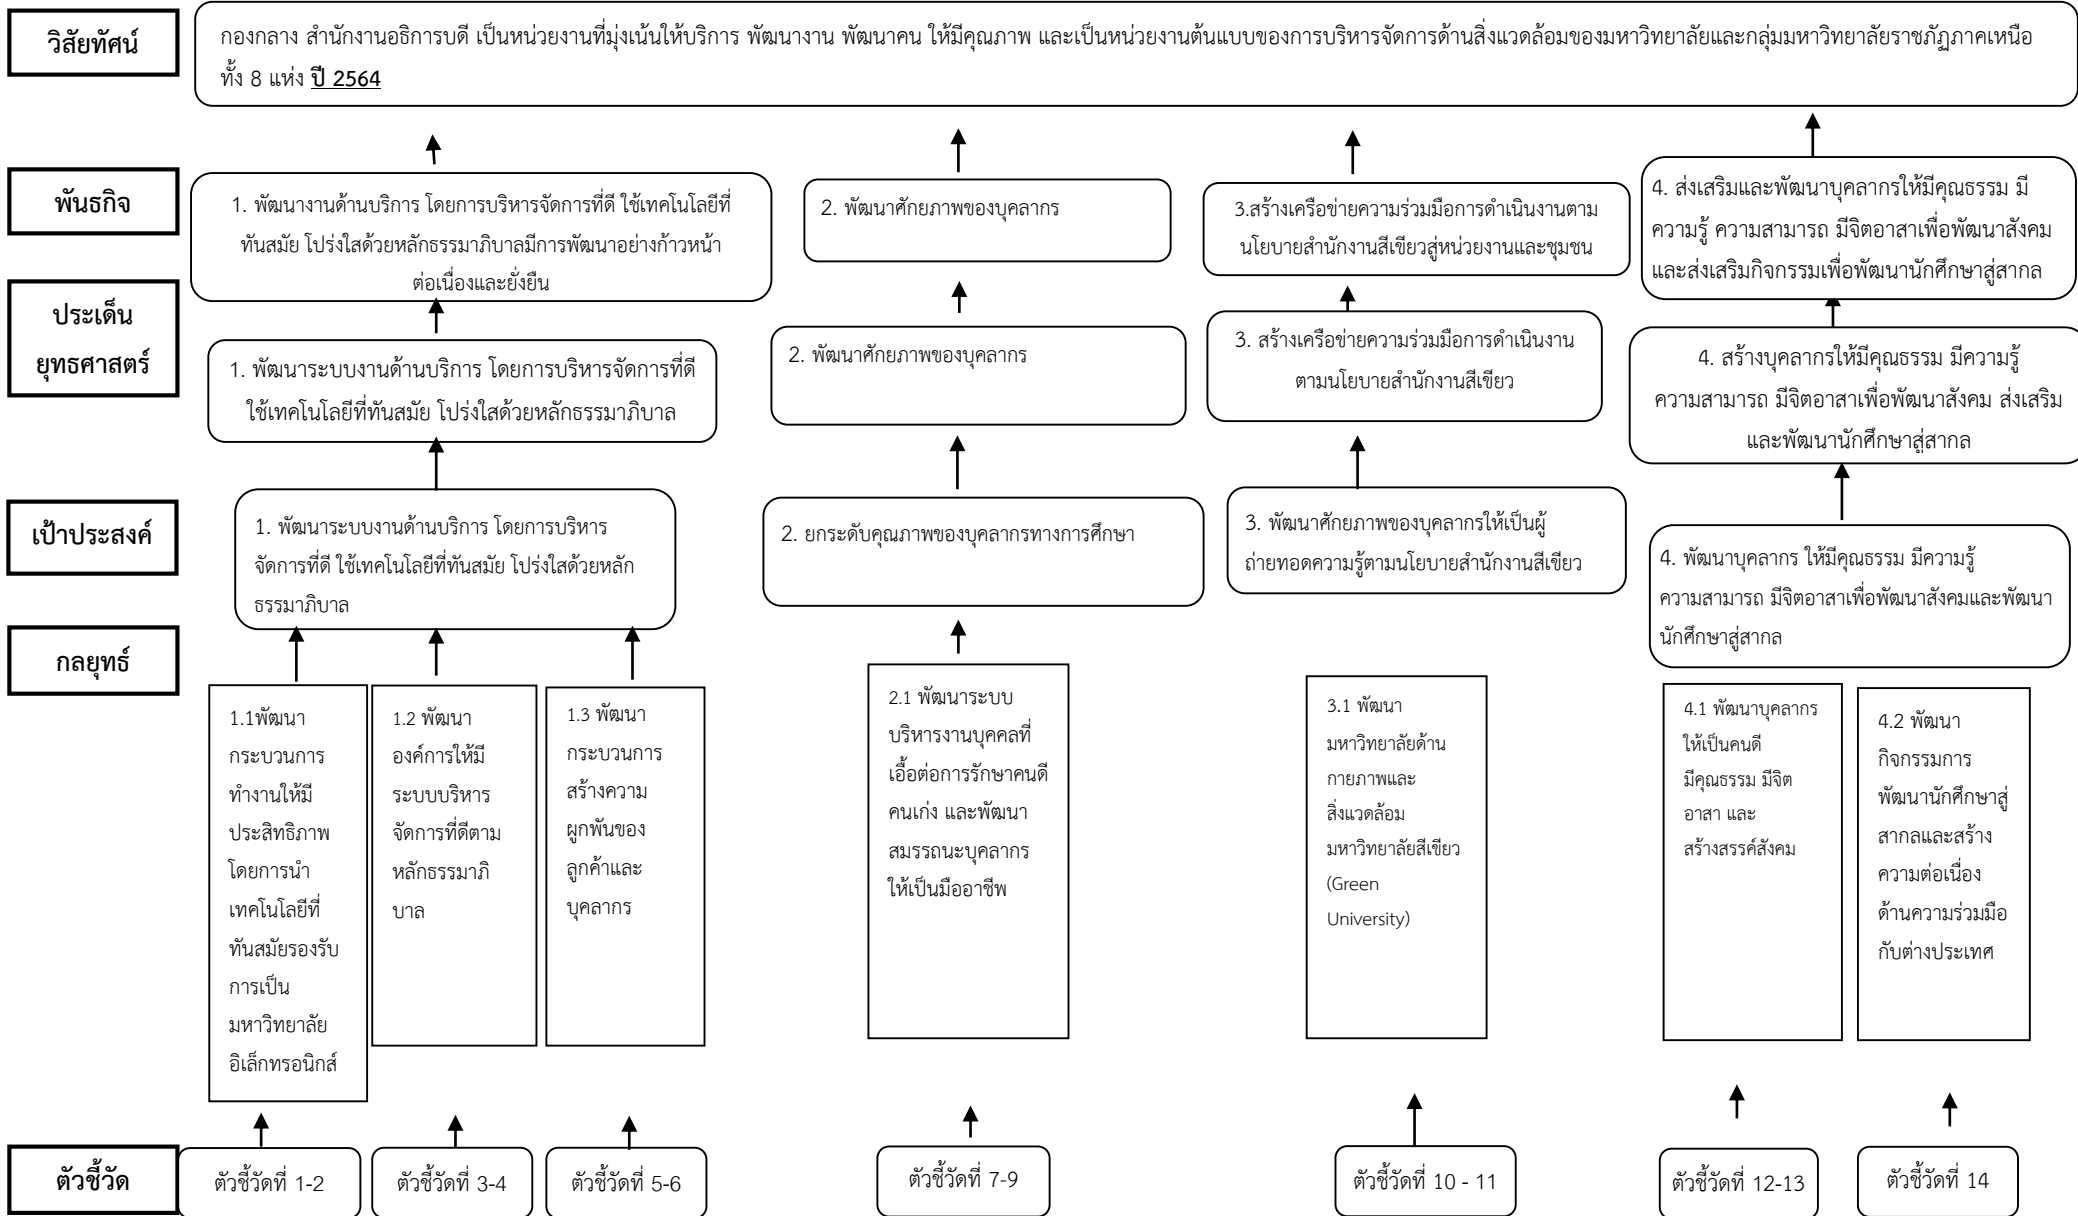 วิสัยทัศน์
กองกลาง สำนักงานอธิการบดี เป็นหน่วยงานที่มุ่งเน้นให้บริการ พัฒนางาน พัฒนาคน ให้มีคุณภาพ และเป็นหน่วยงานต้นแบบของการบริหารจัดการด้านสิ่งแวดล้อมของมหาวิทยาลัยและกลุ่มมหาวิทยาลัยราชภัฏภาคเหนือ
ทั้ง 8 แห่ง ปี 2564
พันธกิจ
1. พัฒนางานด้านบริการ โดยการบริหารจัดการที่ดี ใช้เทคโนโลยีที่
ทันสมัย โปร่งใสด้วยหลักธรรมาภิบาลมีการพัฒนาอย่างก้าวหน้า
ต่อเนื่องและยั่งยืน
2. พัฒนาศักยภาพของบุคลากร
3.สร้างเครือข่ายความร่วมมือการดำเนินงานตาม
นโยบายสำนักงานสีเขียวสู่หน่วยงานและชุมชน
4. ส่งเสริมและพัฒนาบุคลากรให้มีคุณธรรม มี
ความรู้ ความสามารถ มีจิตอาสาเพื่อพัฒนาสังคม
และส่งเสริมกิจกรรมเพื่อพัฒนานักศึกษาสู่สากล
ประเด็น
ยุทธศาสตร์
1. พัฒนาระบบงานด้านบริการ โดยการบริหารจัดการที่ดี
ใช้เทคโนโลยีที่ทันสมัย โปร่งใสด้วยหลักธรรมาภิบาล
2. พัฒนาศักยภาพของบุคลากร
3. สร้างเครือข่ายความร่วมมือการดำเนินงาน
ตามนโยบายสำนักงานสีเขียว
4. สร้างบุคลากรให้มีคุณธรรม มีความรู้
ความสามารถ มีจิตอาสาเพื่อพัฒนาสังคม ส่งเสริม
และพัฒนานักศึกษาสู่สากล
เป้าประสงค์
1. พัฒนาระบบงานด้านบริการ โดยการบริหาร
จัดการที่ดี ใช้เทคโนโลยีที่ทันสมัย โปร่งใสด้วยหลัก
ธรรมาภิบาล
2. ยกระดับคุณภาพของบุคลากรทางการศึกษา
3. พัฒนาศักยภาพของบุคลากรให้เป็นผู้
ถ่ายทอดความรู้ตามนโยบายสำนักงานสีเขียว
4. พัฒนาบุคลากร ให้มีคุณธรรม มีความรู้
ความสามารถ มีจิตอาสาเพื่อพัฒนาสังคมและพัฒนา
นักศึกษาสู่สากล
กลยุทธ์
1.1พัฒนา
กระบวนการ
ทำงานให้มี
ประสิทธิภาพ
โดยการนำ
เทคโนโลยีที่
ทันสมัยรองรับ
การเป็น
มหาวิทยาลัย
อิเล็กทรอนิกส์
1.2 พัฒนา
องค์การให้มี
ระบบบริหาร
จัดการที่ดีตาม
หลักธรรมาภิ
บาล
1.3 พัฒนา
กระบวนการ
สร้างความ
ผูกพันของ
ลูกค้าและ
บุคลากร
2.1 พัฒนาระบบ
บริหารงานบุคคลที่
เอื้อต่อการรักษาคนดี
คนเก่ง และพัฒนา
สมรรถนะบุคลากร
ให้เป็นมืออาชีพ
3.1 พัฒนา
มหาวิทยาลัยด้าน
กายภาพและ
สิ่งแวดล้อม
มหาวิทยาลัยสีเขียว
(Green
University)
4.1 พัฒนาบุคลากร
ให้เป็นคนดี
มีคุณธรรม มีจิต
อาสา และ
สร้างสรรค์สังคม
4.2 พัฒนา
กิจกรรมการ
พัฒนานักศึกษาสู่
สากลและสร้าง
ความต่อเนื่อง
ด้านความร่วมมือ
กับต่างประเทศ
ตัวชี้วัด
ตัวชี้วัดที่ 1-2
ตัวชี้วัดที่ 3-4
ตัวชี้วัดที่ 5-6
ตัวชี้วัดที่ 7-9
ตัวชี้วัดที่ 10 - 11
ตัวชี้วัดที่ 12-13
ตัวชี้วัดที่ 14